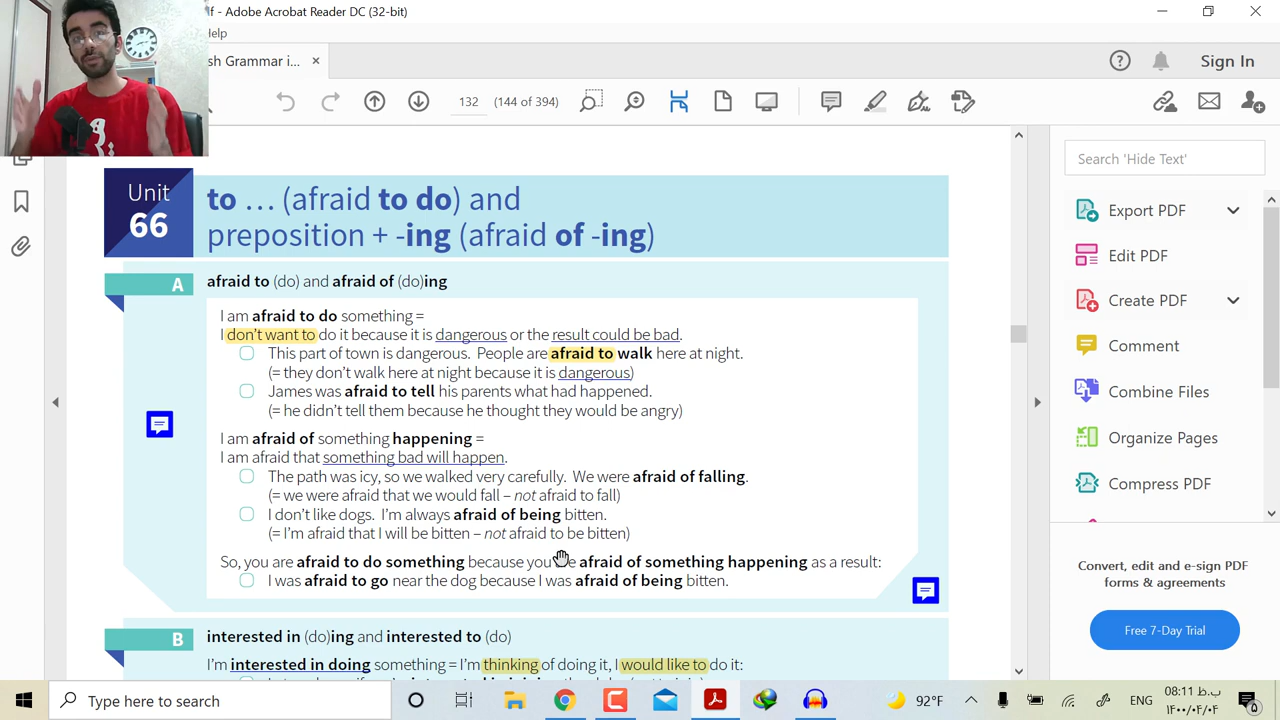 lf - Adobe Acrobat Reader DC (32-bit)
Help
sh Grammar i...
Sign In
132 (144 of 394)
Search 'Hide Text'
Export PDF
Edit PDF
Create PDF
Comment
Combine Files
Organize Pages
Compress PDF
Convert, edit and e-sign PDF
forms & agreements
Free 7-Day Trial
Unit
66
to … (afraid to do) and
preposition + -ing (afraid of -ing)
A
afraid to (do) and afraid of (do)ing
I am afraid to do something =
I don't want to do it because it is dangerous or the result could be bad.
This part of town is dangerous. People are afraid to walk here at night.
(= they don't walk here at night because it is dangerous)
James was afraid to tell his parents what had happened.
(= he didn't tell them because he thought they would be angry)
I am afraid of something happening =
I am afraid that something bad will happen.
The path was icy, so we walked very carefully. We were afraid of falling.
(= we were afraid that we would fall – not afraid to fall)
I don't like dogs. I'm always afraid of being bitten.
(= I'm afraid that I will be bitten – not afraid to be bitten)
So, you are afraid to do something because you're afraid of something happening as a result:
I was afraid to go near the dog because I was afraid of being bitten.
B
interested in (do)ing and interested to (do)
I'm interested in doing something = I'm thinking of doing it, I would like to do it:
Type here to search
92°F
ENG
08:11 ب.ظ